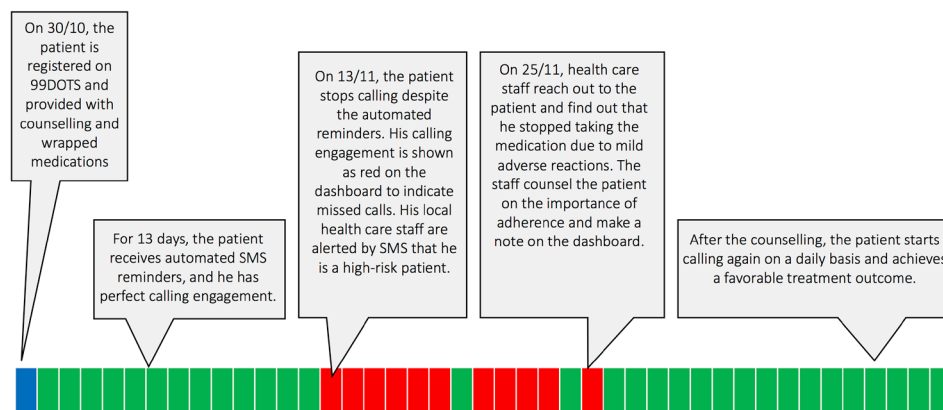 On 30/10, the
patient is
registered on
99DOTS and
provided with
counselling and
wrapped
medications
For 13 days, the patient
receives automated SMS
reminders, and he has
perfect calling engagement.
On 13/11, the patient
stops calling despite
the automated
reminders. His calling
engagement is shown
as red on the
dashboard to indicate
missed calls. His local
health care staff are
alerted by SMS that he
is a high-risk patient.
On 25/11, health care
staff reach out to the
patient and find out that
he stopped taking the
medication due to mild
adverse reactions. The
staff counsel the patient
on the importance of
adherence and make a
note on the dashboard.
After the counselling, the patient starts
calling again on a daily basis and achieves
a favorable treatment outcome.